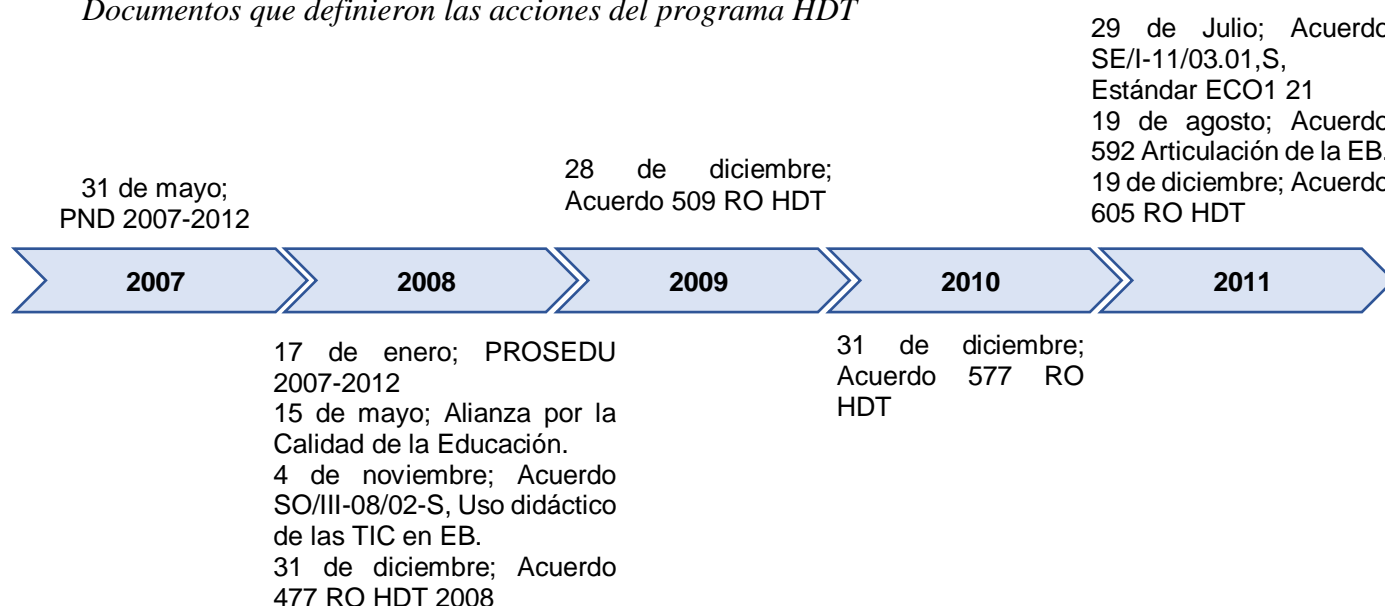 Documentos que definieron las acciones del programa HDT
31 de mayo;
PND 2007-2012
28 de diciembre;
Acuerdo 509 RO HDT
29 de Julio; Acuerdo
SE/I-11/03.01,S,
Estándar ECO1 21
19 de agosto; Acuerdo
592 Articulación de la EB.
19 de diciembre; Acuerdo
605 RO HDT
2007
2008
2009
2010
2011
17 de enero; PROSEDU
2007-2012
15 de mayo; Alianza por la
Calidad de la Educación.
4 de noviembre; Acuerdo
SO/III-08/02-S, Uso didáctico
de las TIC en EB.
31 de diciembre; Acuerdo
477 RO HDT 2008
31 de diciembre;
Acuerdo 577 RO
HDT